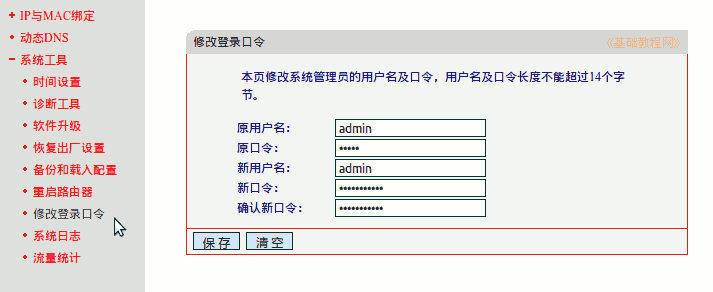 IP与MAC绑定
动态DNS
系统工具
时间设置
诊断工具
软件升级
恢复出厂设置
备份和载入配置
重启路由器
修改登录口令
系统日志
流量统计
修改登录口令
《基础教程网》
本页修改系统管理员的用户名及口令，用户名及口令长度不能超过14个字
节。
原用户名： admin
原口令： •••••
新用户名： admin
新口令： •••••••••••
确认新口令： •••••••••••
保存 清空